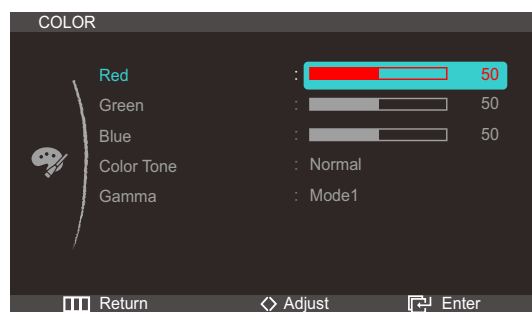 COLOR
Red : 50
Green : 50
Blue : 50
Color Tone : Normal
Gamma : Mode1
Return Adjust Enter